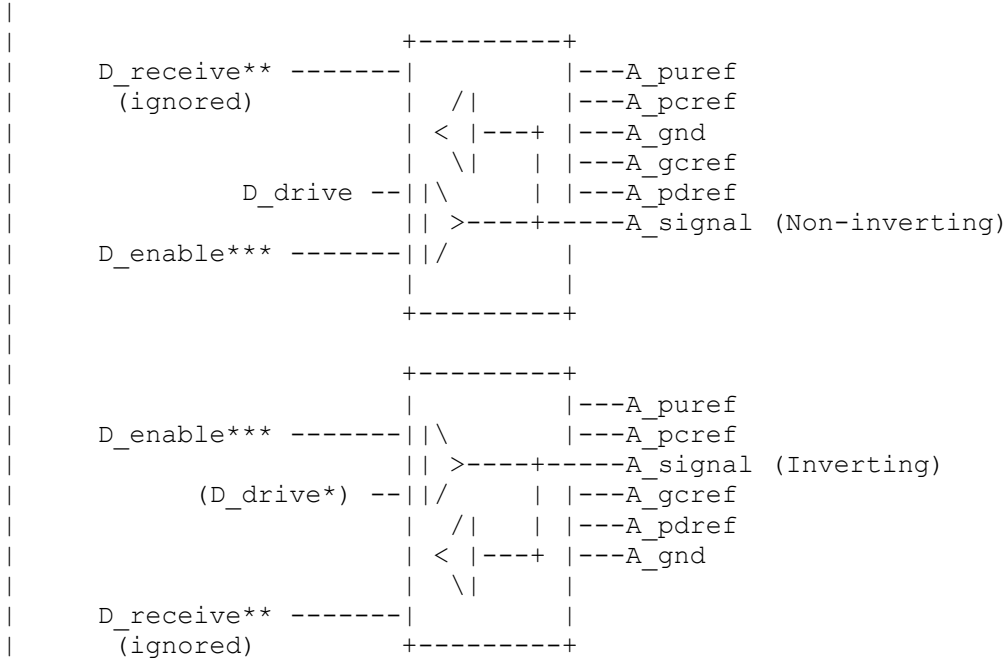 |
|                         +---------+
|     D_receive** -------|         |---A_puref
|      (ignored)         |  /|     |---A_pcref
|                        | < |---+ |---A_gnd
|                        |  \|   | |---A_gcref
|              D_drive --||\     | |---A_pdref
|                        || >----+-----A_signal (Non-inverting)
|     D_enable*** -------||/       |
|                        |         |
|                        +---------+
|
|                        +---------+
|                        |         |---A_puref
|     D_enable*** -------||\       |---A_pcref
|                        || >----+-----A_signal (Inverting)
|           (D_drive*) --||/     | |---A_gcref
|                        |  /|   | |---A_pdref
|                        | < |---+ |---A_gnd
|                        |  \|     |
|     D_receive** -------|         |
|      (ignored)         +---------+